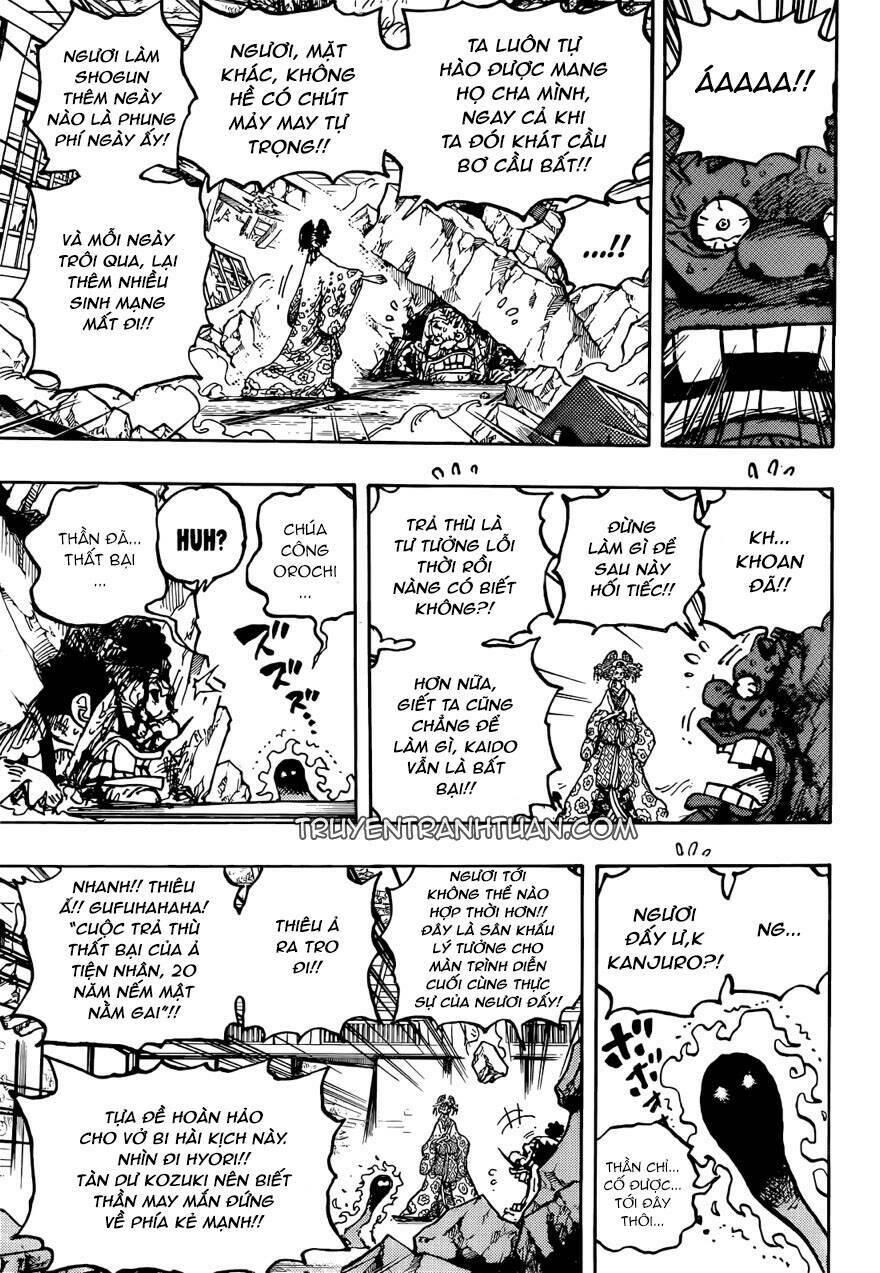 ÁAAAA!!
TA LUÔN TỰ
HÀO ĐƯỢC MANG
HỌ CHA MÌNH,
NGAY CẢ KHI
TA ĐÓI KHÁT CẦU
BƠ CẦU BẤT!!
...!!
NGƯƠI, MẶT
KHÁC, KHÔNG
HỀ CÓ CHÚT
MẢY MAY TỰ
TRỌNG!!
NGƯƠI LÀM
SHOGUN
THÊM NGÀY
NÀO LÀ PHUNG
PHÍ NGÀY ẤY!
VÀ MỖI NGÀY
TRÔI QUA, LẠI
THÊM NHIỀU
SINH MẠNG
MẤT ĐI!!
KH...
KHOAN
ĐÃ!!
ĐỪNG
LÀM GÌ ĐỂ
SAU NÀY
HỐI TIẾC!!
TRẢ THÙ LÀ
TƯ TƯỞNG LỖI
THỜI RỒI
NÀNG CÓ BIẾT
KHÔNG?!
HƠN NỮA,
GIẾT TA CŨNG
CHẲNG ĐỂ
LÀM GÌ, KAIDO
VẪN LÀ BẤT
BẠI!!
CHÚA
CÔNG
OROCHI
...
HUH?
THẦN ĐÃ...
THẤT BẠI
...
ズズズ...
TRUYENTRANHTUAN.COM
NG...
NGƯƠI
ĐẤY Ư,K
KANJURO?!
ボボボ
THẦN CHỈ...
CỐ ĐƯỢC...
TỚI ĐÂY
THÔI...
NGƯƠI TỚI
KHÔNG THỂ NÀO
HỢP THỜI HƠN!!
ĐÂY LÀ SÂN KHẤU
LÝ TƯỞNG CHO
MÀN TRÌNH DIỄN
CUỐI CÙNG THỰC
SỰ CỦA NGƯƠI ĐẤY!
THIÊU Ả
RA TRO
ĐI!!
NHANH!! THIÊU
Ả!! GUFUHAHAHA!
“CUỘC TRẢ THÙ
THẤT BẠI CỦA Ả
TIỆN NHÂN, 20
NĂM NẾM MẬT
NẰM GAI”!!
TỰA ĐỀ HOÀN HẢO
CHO VỞ BI HÀI KỊCH NÀY.
NHÌN ĐI HYORI!!
TÀN DƯ KOZUKI NÊN BIẾT
THẦN MAY MẮN ĐỨNG
VỀ PHÍA KẺ MẠNH!!